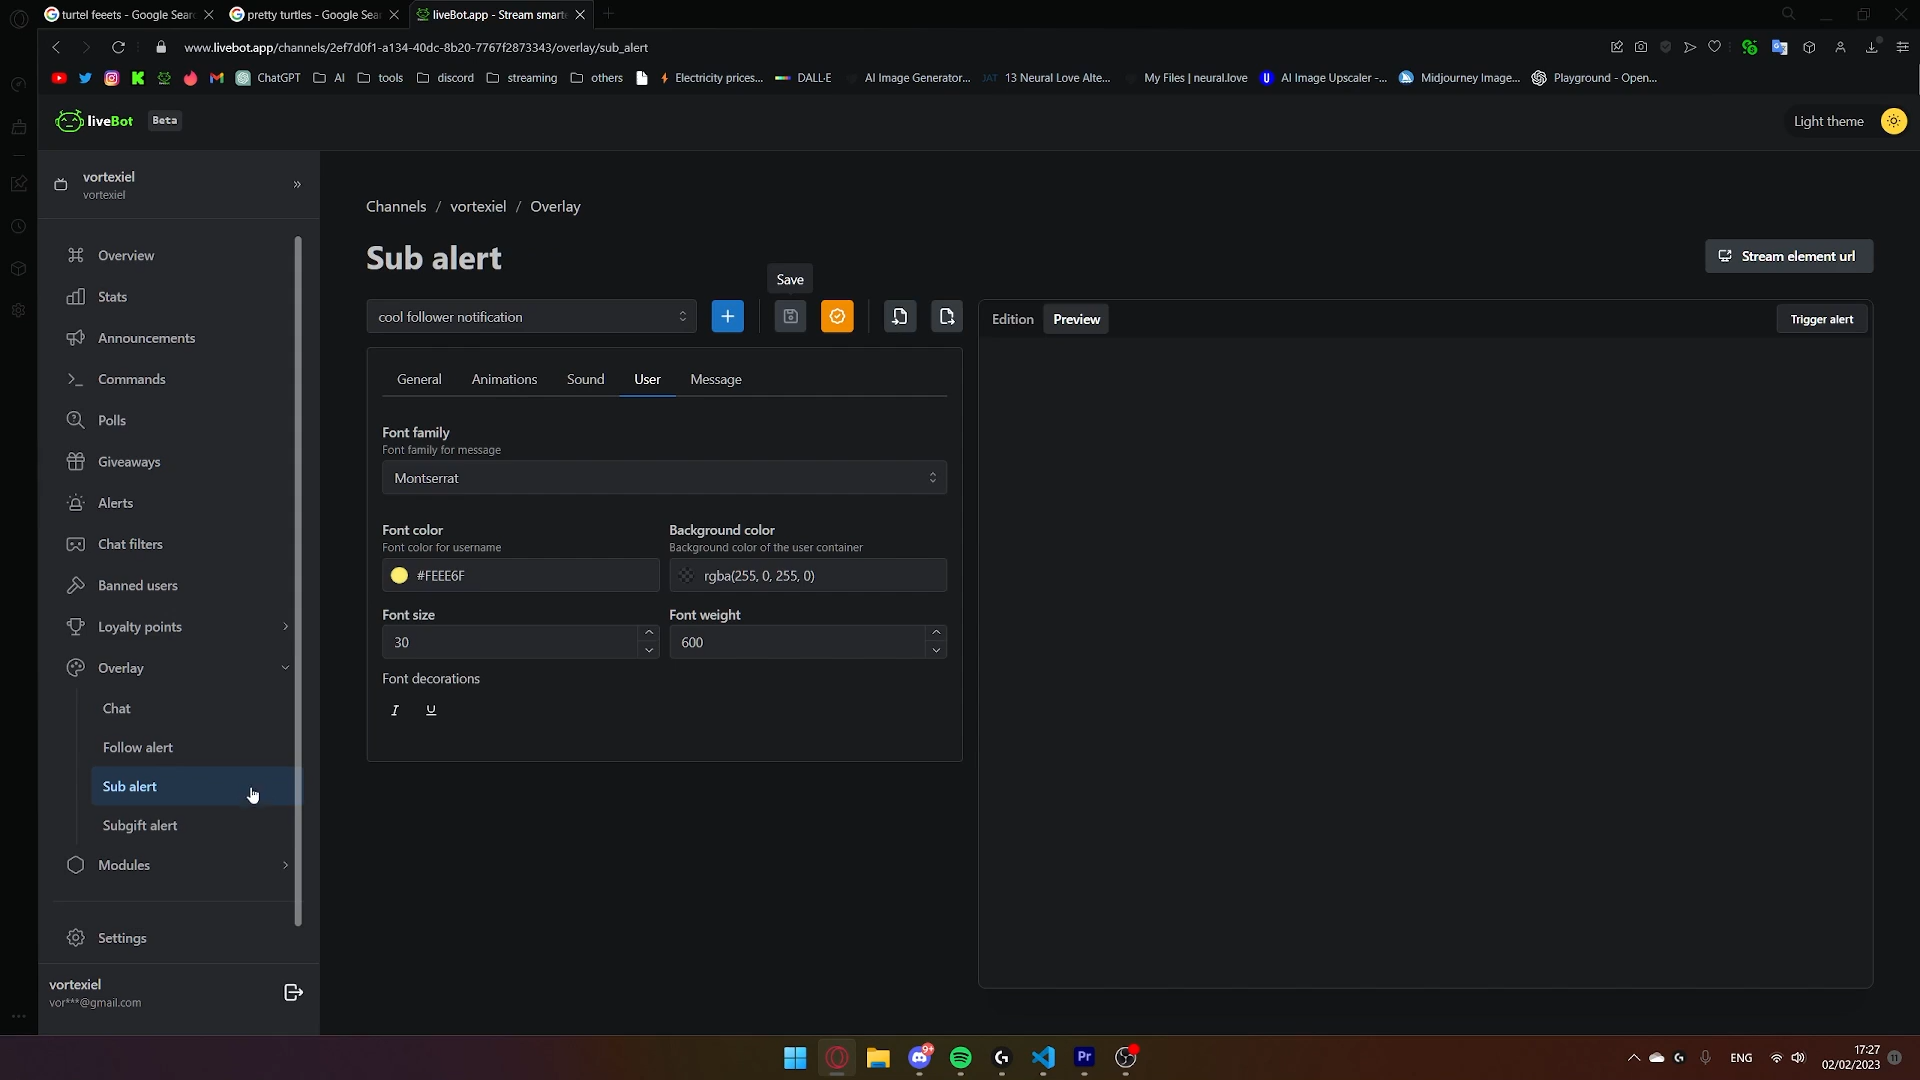 turtel feeets - Google Sear
pretty turtles - Google Sea
liveBot.app - Stream smarte
www.livebot.app/channels/2ef7d0f1-a134-40dc-8b20-7767f2873343/overlay/sub_alert
ChatGPT
AI
tools
discord
streaming
others
Electricity prices...
DALL·E
AI Image Generator...
13 Neural Love Alte...
My Files | neural.love
AI Image Upscaler -...
Midjourney Image...
Playground - Open...
liveBot
Beta
Light theme
vortexiel
vortexiel
Overview
Stats
Announcements
Commands
Polls
Giveaways
Alerts
Chat filters
Banned users
Loyalty points
Overlay
Chat
Follow alert
Sub alert
Subgift alert
Modules
Settings
vortexiel
vor***@gmail.com
Channels / vortexiel / Overlay
Sub alert
Save
Stream element url
cool follower notification
Edition
Preview
Trigger alert
General
Animations
Sound
User
Message
Font family
Font family for message
Montserrat
Font color
Font color for username
#FEEE6F
Background color
Background color of the user container
rgba(255, 0, 255, 0)
Font size
30
Font weight
600
Font decorations
I
U
9+
Pr
ENG
17:27
02/02/2023
11